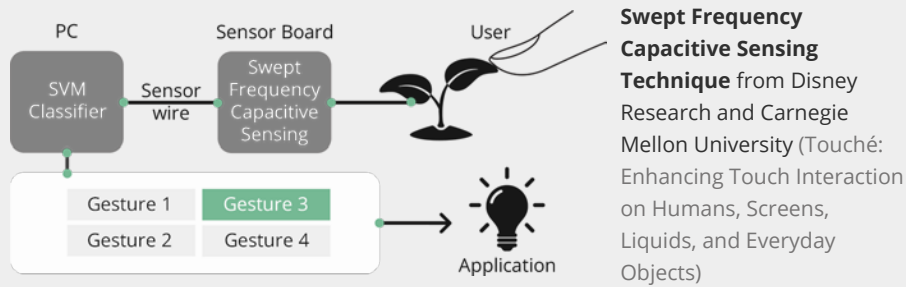 PC
Sensor Board
User
SVM
Classifier
Sensor
wire
Swept
Frequency
Capacitive
Sensing
Gesture 1
Gesture 3
Gesture 2
Gesture 4
Application
Swept Frequency
Capacitive Sensing
Technique from Disney
Research and Carnegie
Mellon University (Touché:
Enhancing Touch Interaction
on Humans, Screens,
Liquids, and Everyday
Objects)